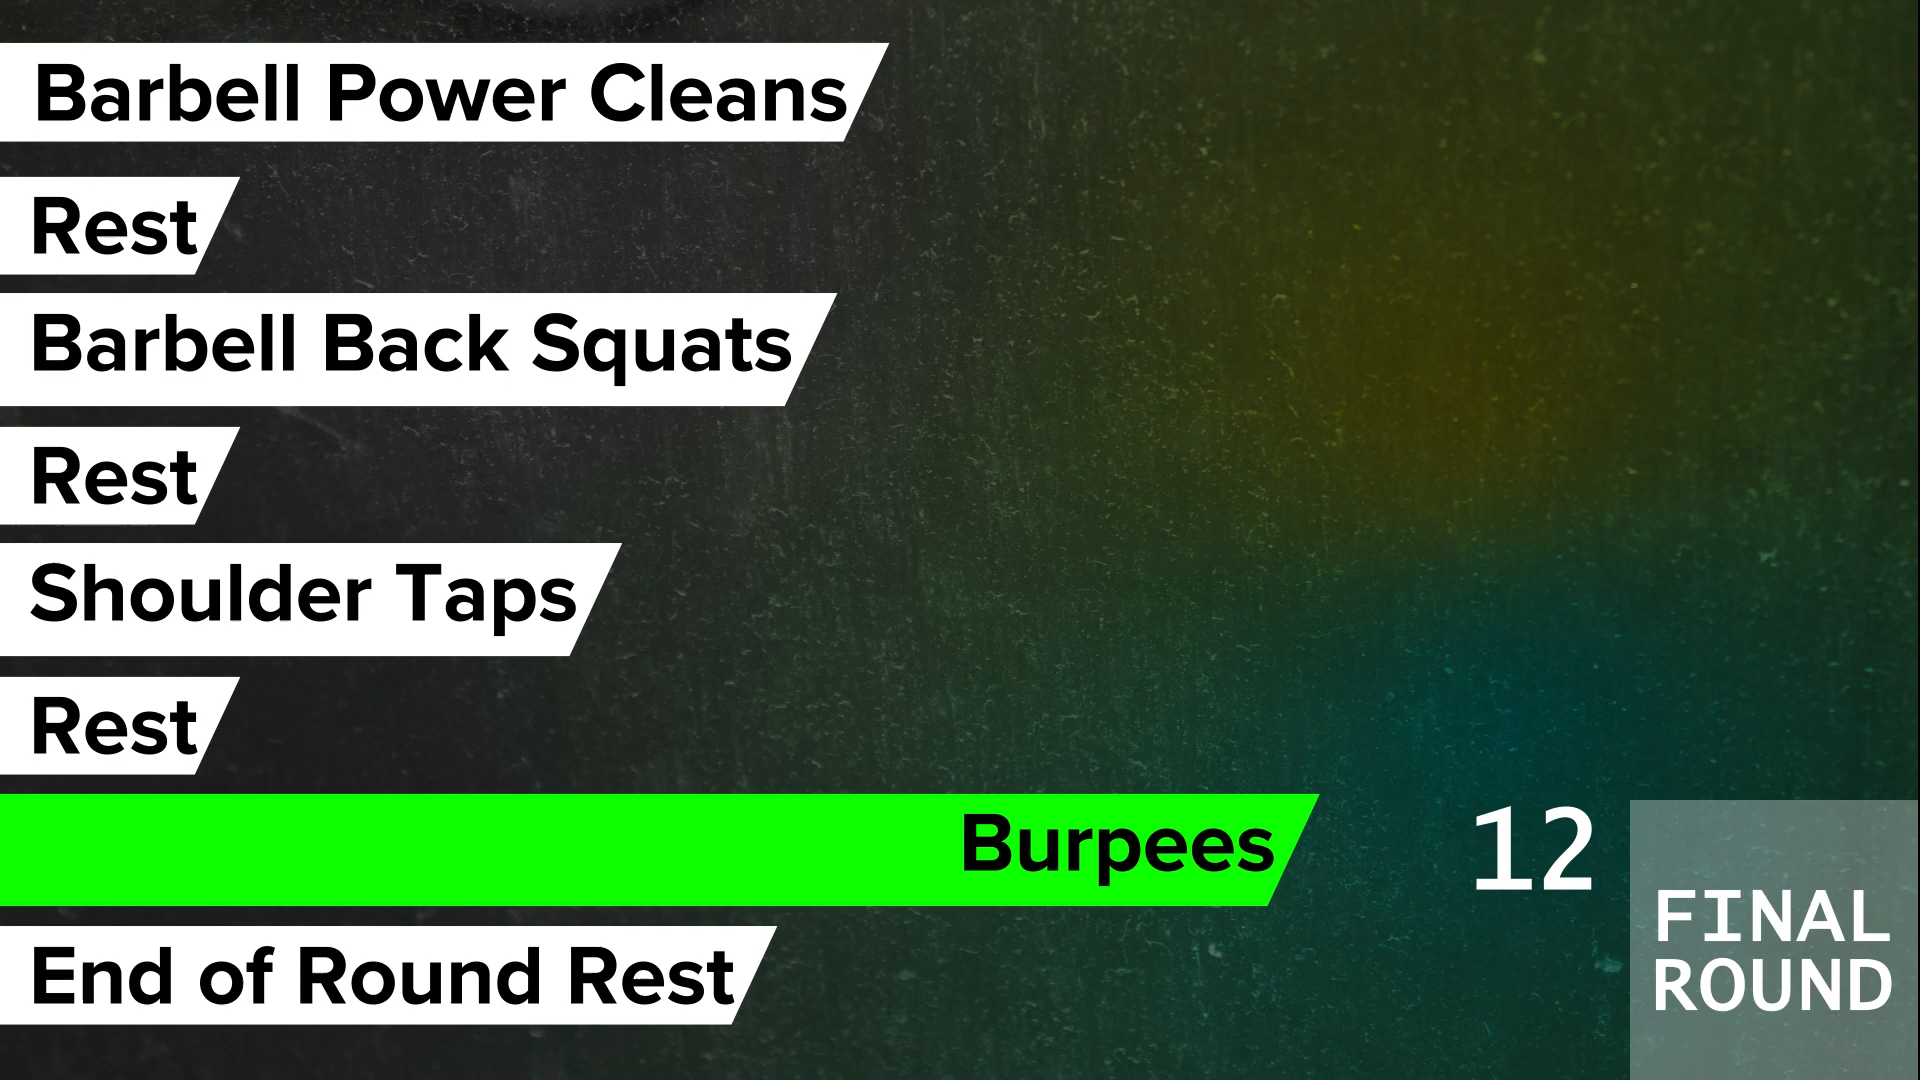 Barbell Power Cleans
Rest
Barbell Back Squats
Rest
Shoulder Taps
Rest
Burpees
12
End of Round Rest
FINAL
ROUND